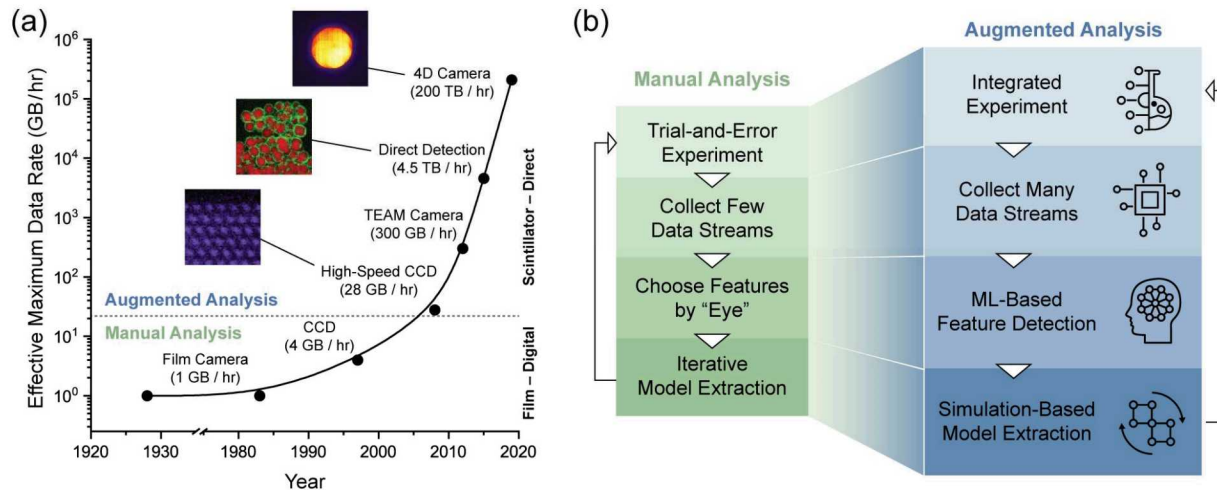 (a)
Effective Maximum Data Rate (GB/hr)
10⁶
10⁵
10⁴
10³
10²
10¹
10⁰
4D Camera
(200 TB / hr)
Direct Detection
(4.5 TB / hr)
TEAM Camera
(300 GB / hr)
High-Speed CCD
(28 GB / hr)
Augmented Analysis
Manual Analysis
CCD
(4 GB / hr)
Film Camera
(1 GB / hr)
Scintillator – Direct
Film – Digital
1920
1930
1980
1990
2000
2010
2020
Year
(b)
Manual Analysis
Trial-and-Error
Experiment
Collect Few
Data Streams
Choose Features
by “Eye”
Iterative
Model Extraction
Augmented Analysis
Integrated
Experiment
Collect Many
Data Streams
ML-Based
Feature Detection
Simulation-Based
Model Extraction